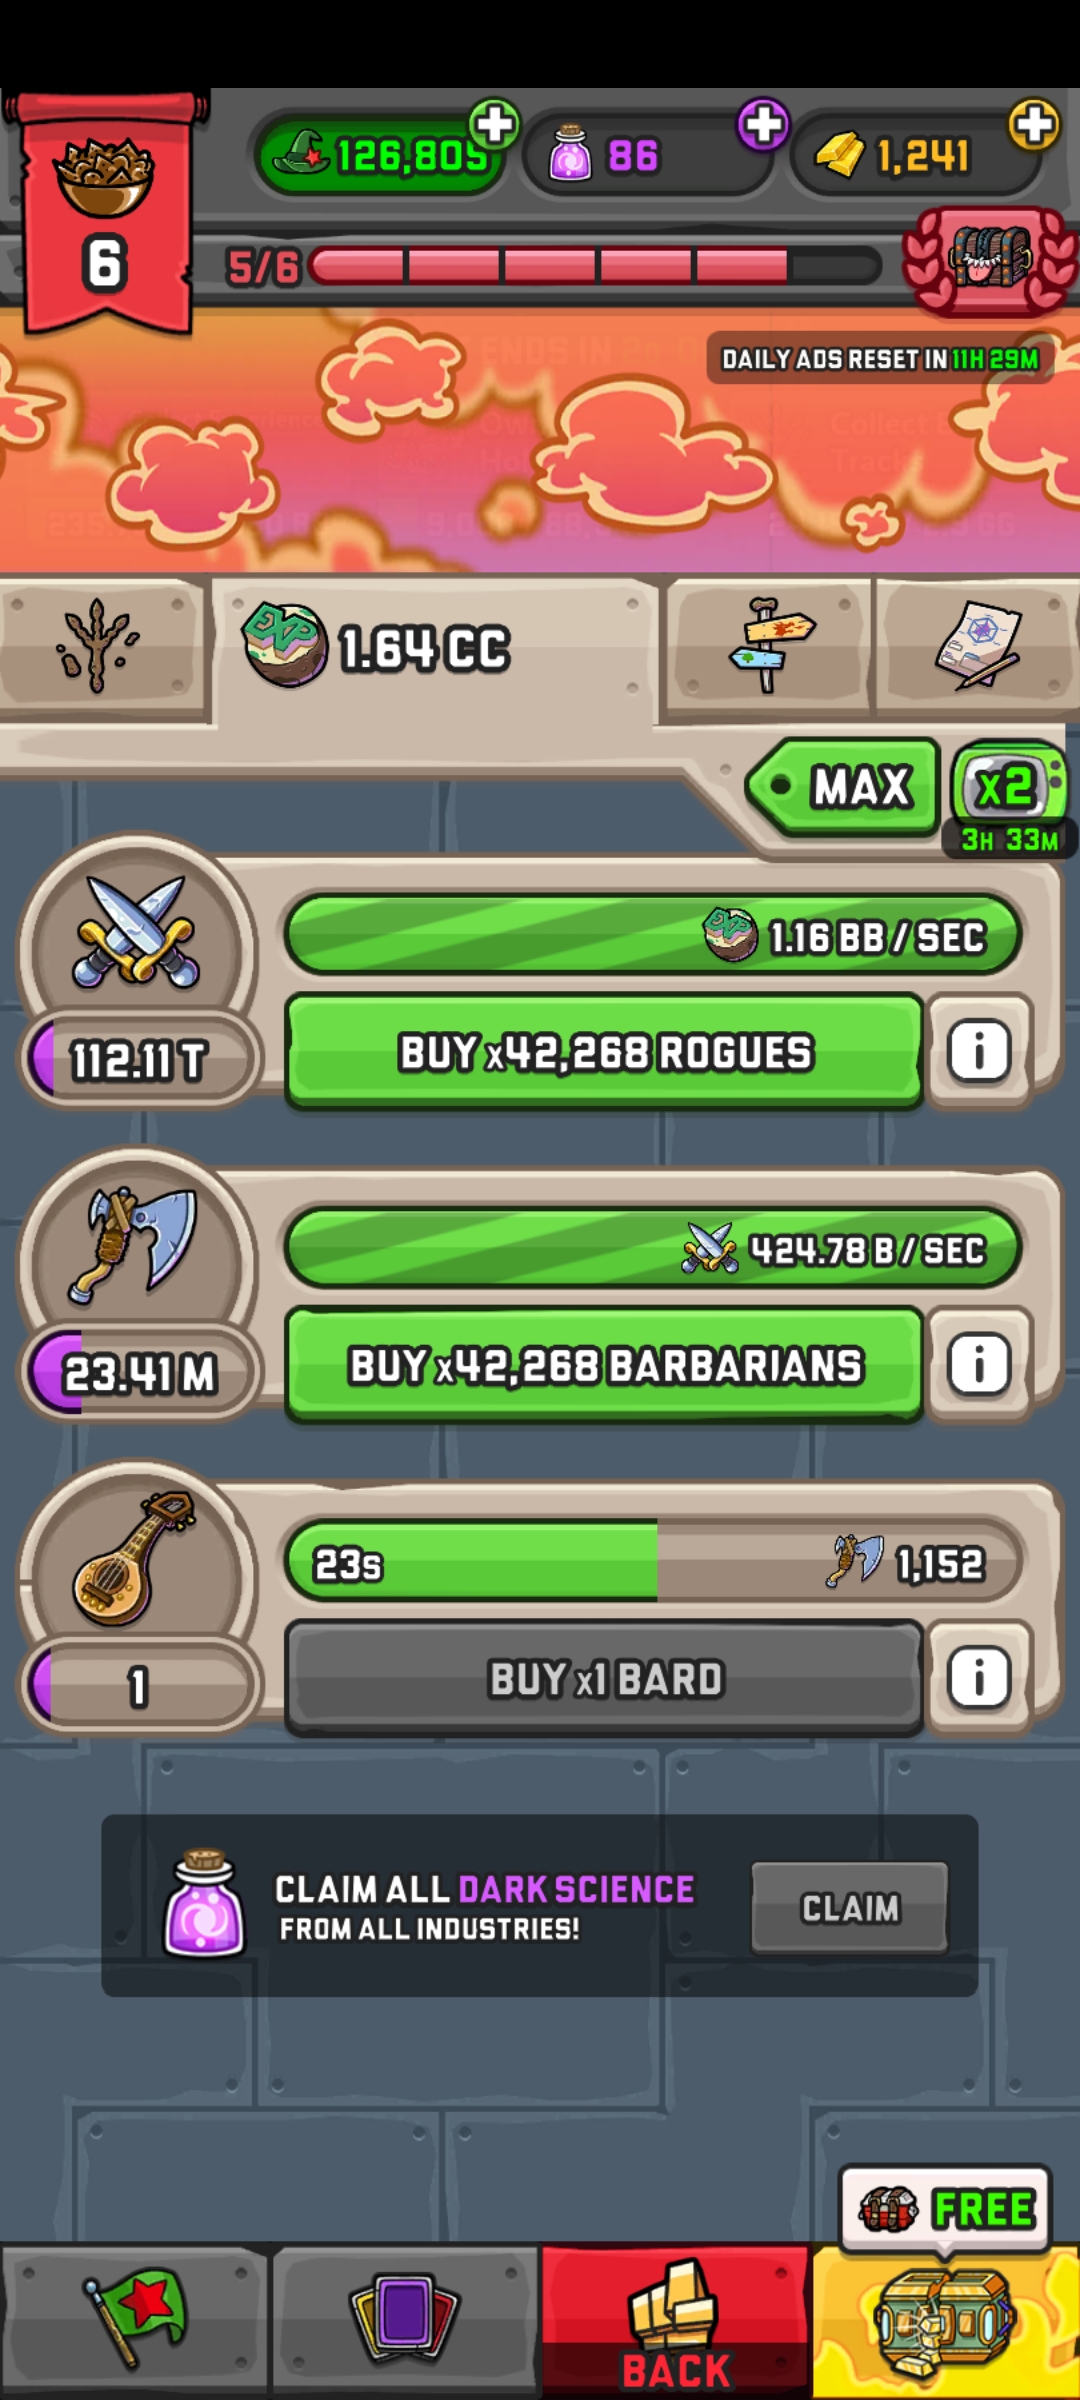 126,805
86
1,241
6
5/6
DAILY ADS RESET IN 11H 29M
EXP
1.64 CC
MAX
x2
3H 33M
EXP
1.16 BB / SEC
112.11 T
BUY x42,268 ROGUES
i
424.78 B / SEC
23.41 M
BUY x42,268 BARBARIANS
i
23s
1,152
1
BUY x1 BARD
i
CLAIM ALL DARK SCIENCE
FROM ALL INDUSTRIES!
CLAIM
FREE
BACK